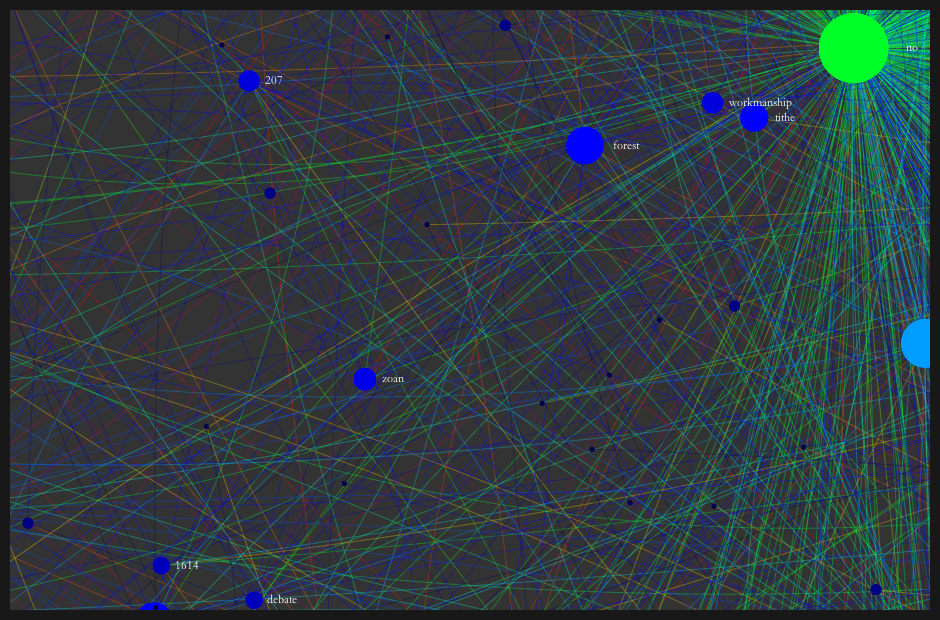 no
207
workmanship
tithe
forest
zoan
1614
debate